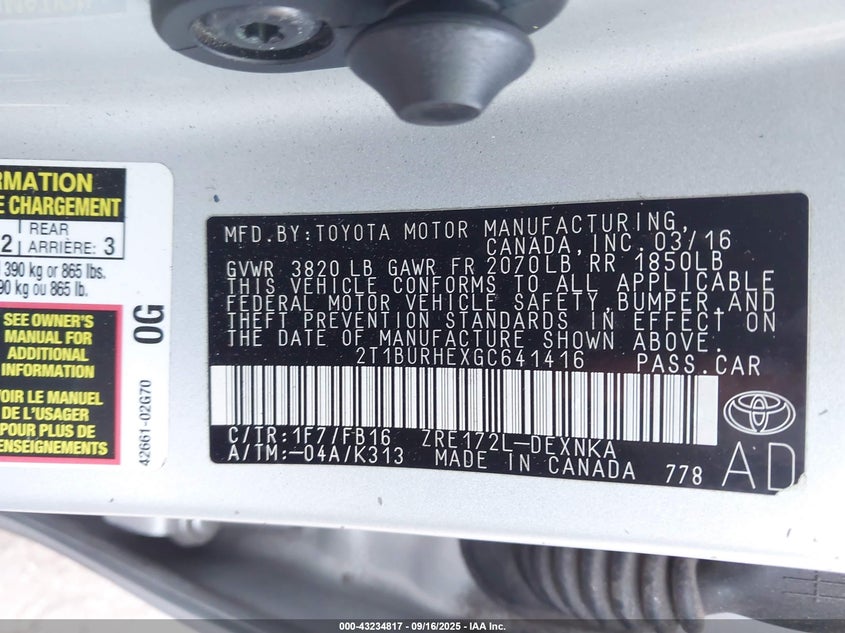 RMATION
E CHARGEMENT
2 REAR ARRIÈRE: 3
390 kg or 865 lbs.
90 kg ou 865 lb.
SEE OWNER'S
MANUAL FOR
ADDITIONAL
INFORMATION
VOIR LE MANUEL
DE L'USAGER
POUR PLUS DE
RENSEIGNEMENTS
0G
42661-02G70
MFD.BY:TOYOTA MOTOR MANUFACTURING,
CANADA,INC. 03/16
GVWR 3820 LB GAWR FR 2070LB RR 1850LB
THIS VEHICLE CONFORMS TO ALL APPLICABLE
FEDERAL MOTOR VEHICLE SAFETY,BUMPER,AND
THEFT PREVENTION STANDARDS IN EFFECT ON
THE DATE OF MANUFACTURE SHOWN ABOVE.
2T1BURHEXGC641416 PASS.CAR
C/TR:1F7/FB16 ZRE172L-DEXNKA
A/TM:-04A/K313 MADE IN CANADA 778
AD
000-43234817 - 09/16/2025 - IAA Inc.